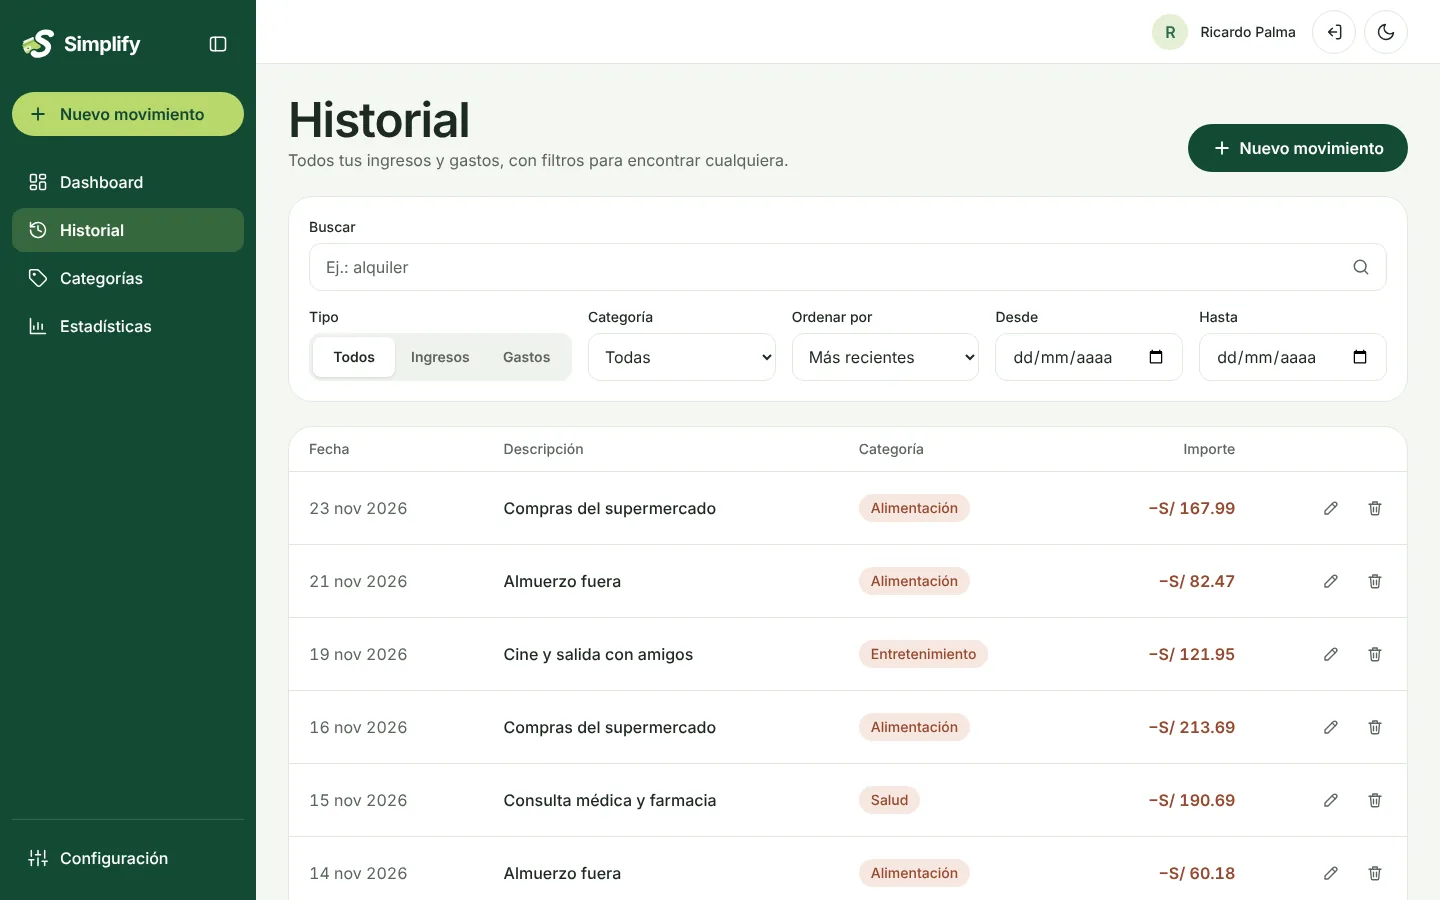 Simplify
Nuevo movimiento
Dashboard
Historial
Categorías
Estadísticas
Configuración
R Ricardo Palma
Historial
Todos tus ingresos y gastos, con filtros para encontrar cualquiera.
Nuevo movimiento
Buscar
Ej.: alquiler
Tipo Categoría Ordenar por Desde Hasta
Todos Ingresos Gastos Todas Más recientes dd/mm/aaaa dd/mm/aaaa
Fecha Descripción Categoría Importe
23 nov 2026 Compras del supermercado Alimentación −S/ 167.99
21 nov 2026 Almuerzo fuera Alimentación −S/ 82.47
19 nov 2026 Cine y salida con amigos Entretenimiento −S/ 121.95
16 nov 2026 Compras del supermercado Alimentación −S/ 213.69
15 nov 2026 Consulta médica y farmacia Salud −S/ 190.69
14 nov 2026 Almuerzo fuera Alimentación −S/ 60.18